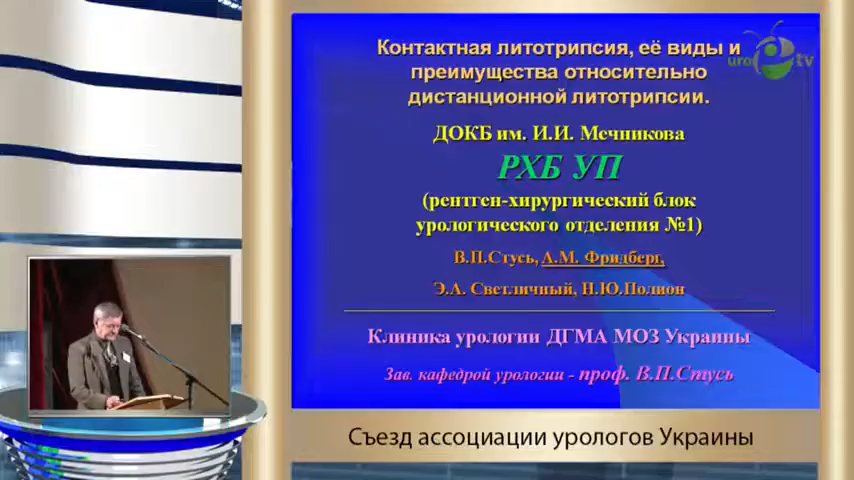 Контактная литотрипсия, её виды и
преимущества относительно
дистанционной литотрипсии.
uro tv
ДОКБ им. И.И. Мечникова
РХБ УП
(рентген-хирургический блок
урологического отделения №1)
В.П.Стусь, А.М. Фридберг,
Э.А. Светличный, Н.Ю.Полион
Клиника урологии ДГМА МОЗ Украины
Зав. кафедрой урологии - проф. В.П.Стусь
Съезд ассоциации урологов Украины